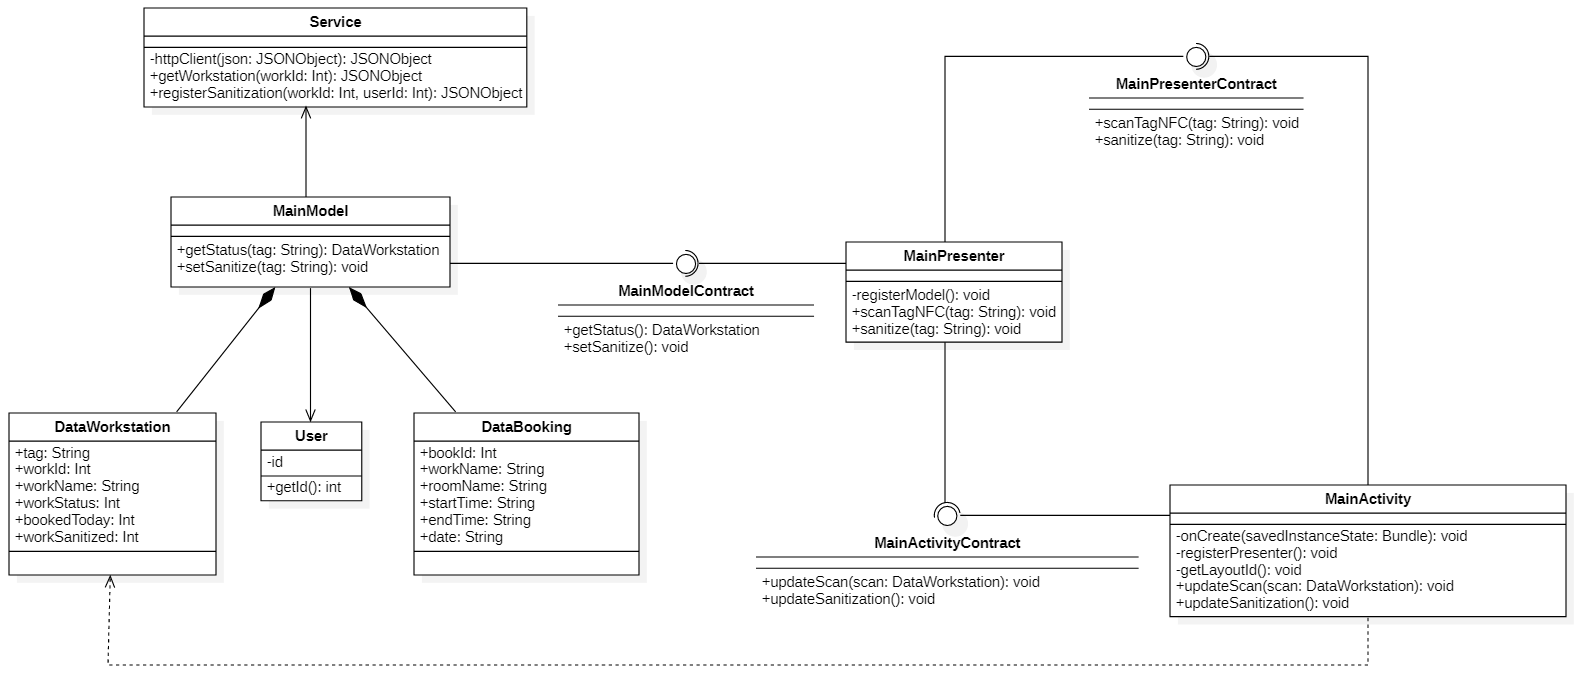 Service
-httpClient(json: JSONObject): JSONObject
+getWorkstation(workId: Int): JSONObject
+registerSanitization(workId: Int, userId: Int): JSONObject
MainPresenterContract
+scanTagNFC(tag: String): void
+sanitize(tag: String): void
MainModel
+getStatus(tag: String): DataWorkstation
+setSanitize(tag: String): void
MainModelContract
+getStatus(): DataWorkstation
+setSanitize(): void
MainPresenter
-registerModel(): void
+scanTagNFC(tag: String): void
+sanitize(tag: String): void
DataWorkstation
+tag: String
+workId: Int
+workName: String
+workStatus: Int
+bookedToday: Int
+workSanitized: Int
User
-id
+getId(): int
DataBooking
+bookId: Int
+workName: String
+roomName: String
+startTime: String
+endTime: String
+date: String
MainActivityContract
+updateScan(scan: DataWorkstation): void
+updateSanitization(): void
MainActivity
-onCreate(savedInstanceState: Bundle): void
-registerPresenter(): void
-getLayoutId(): void
+updateScan(scan: DataWorkstation): void
+updateSanitization(): void